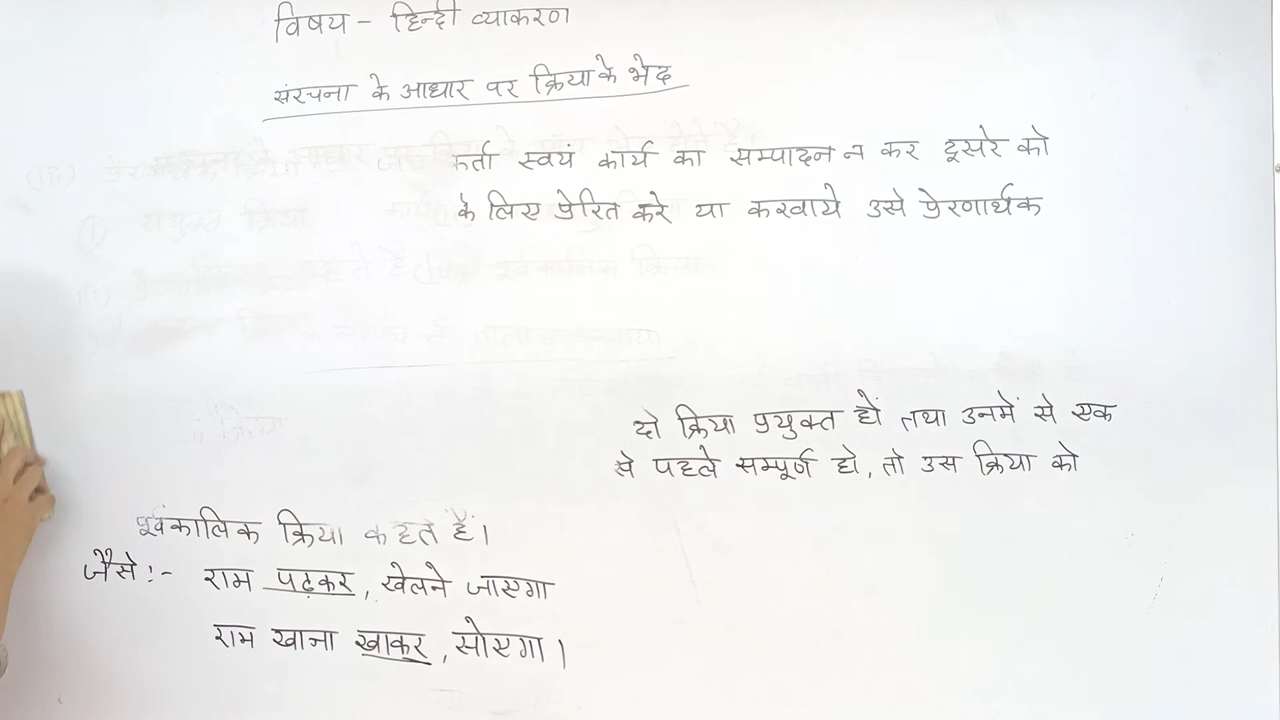 विषय - हिन्दी व्याकरण
संरचना के आधार पर क्रिया के भेद
कर्ता स्वयं कार्य का सम्पादन न कर दूसरे को
के लिए प्रेरित करे या करवाये उसे प्रेरणार्थक
दो क्रिया प्रयुक्त हों तथा उनमें से एक
से पहले सम्पूर्ण हो, तो उस क्रिया को
पूर्वकालिक क्रिया कहते हैं।
जैसे :- राम पढ़कर, खेलने जाएगा
राम खाना खाकर, सोएगा।